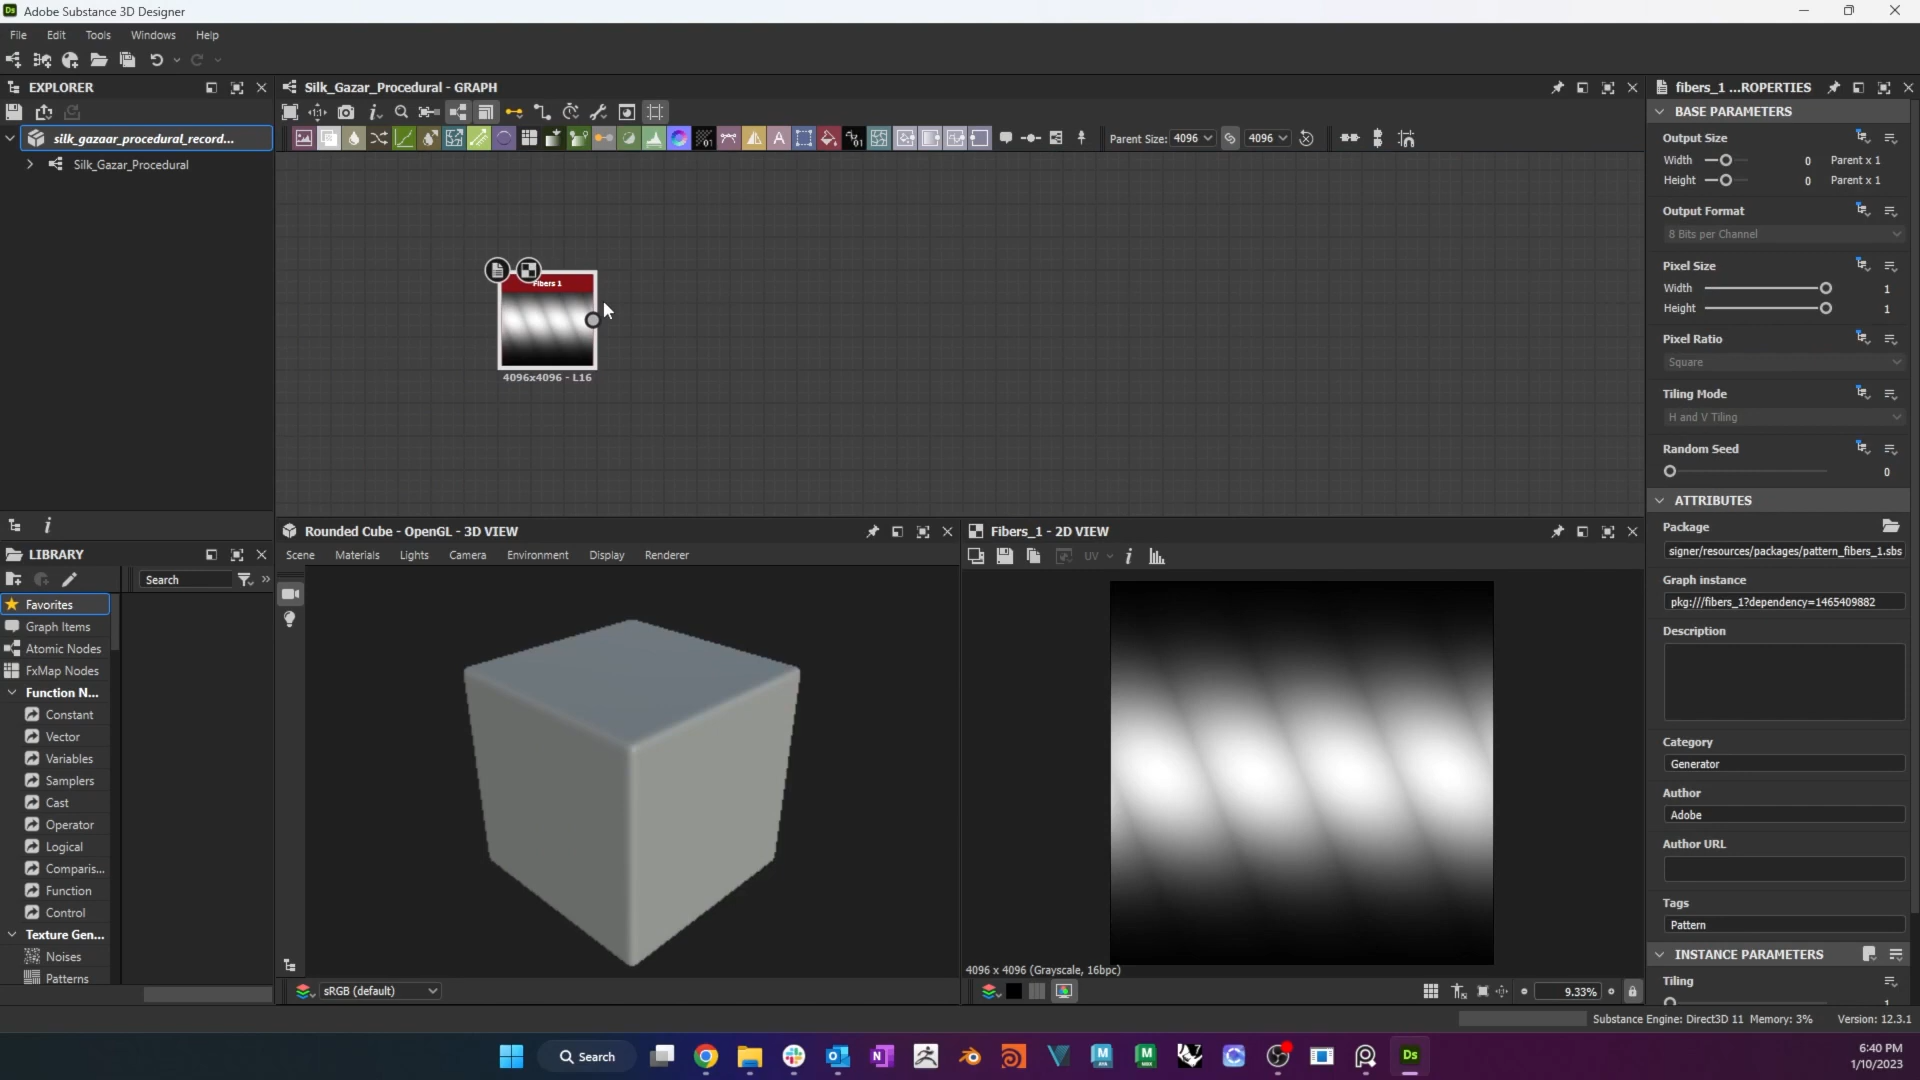 Adobe Substance 3D Designer
File Edit Tools Windows Help
EXPLORER
silk_gazaar_procedural_record...
Silk_Gazar_Procedural
Silk_Gazar_Procedural - GRAPH
Parent Size: 4096 4096
Fibers 1
4096x4096 - L16
LIBRARY
Search
Favorites
Graph Items
Atomic Nodes
FxMap Nodes
Function N...
Constant
Vector
Variables
Samplers
Cast
Operator
Logical
Comparis...
Function
Control
Texture Gen...
Noises
Patterns
Rounded Cube - OpenGL - 3D VIEW
Scene Materials Lights Camera Environment Display Renderer
sRGB (default)
Fibers_1 - 2D VIEW
UV
4096 x 4096 (Grayscale, 16bpc)
9.33%
fibers_1 ...ROPERTIES
BASE PARAMETERS
Output Size
Width 0 Parent x 1
Height 0 Parent x 1
Output Format
8 Bits per Channel
Pixel Size
Width 1
Height 1
Pixel Ratio
Square
Tiling Mode
H and V Tiling
Random Seed
0
ATTRIBUTES
Package
signer/resources/packages/pattern_fibers_1.sbs
Graph instance
pkg:///fibers_1?dependency=1465409882
Description
Category
Generator
Author
Adobe
Author URL
Tags
Pattern
INSTANCE PARAMETERS
Tiling
1
Substance Engine: Direct3D 11 Memory: 3% Version: 12.3.1
Search
6:40 PM
1/10/2023